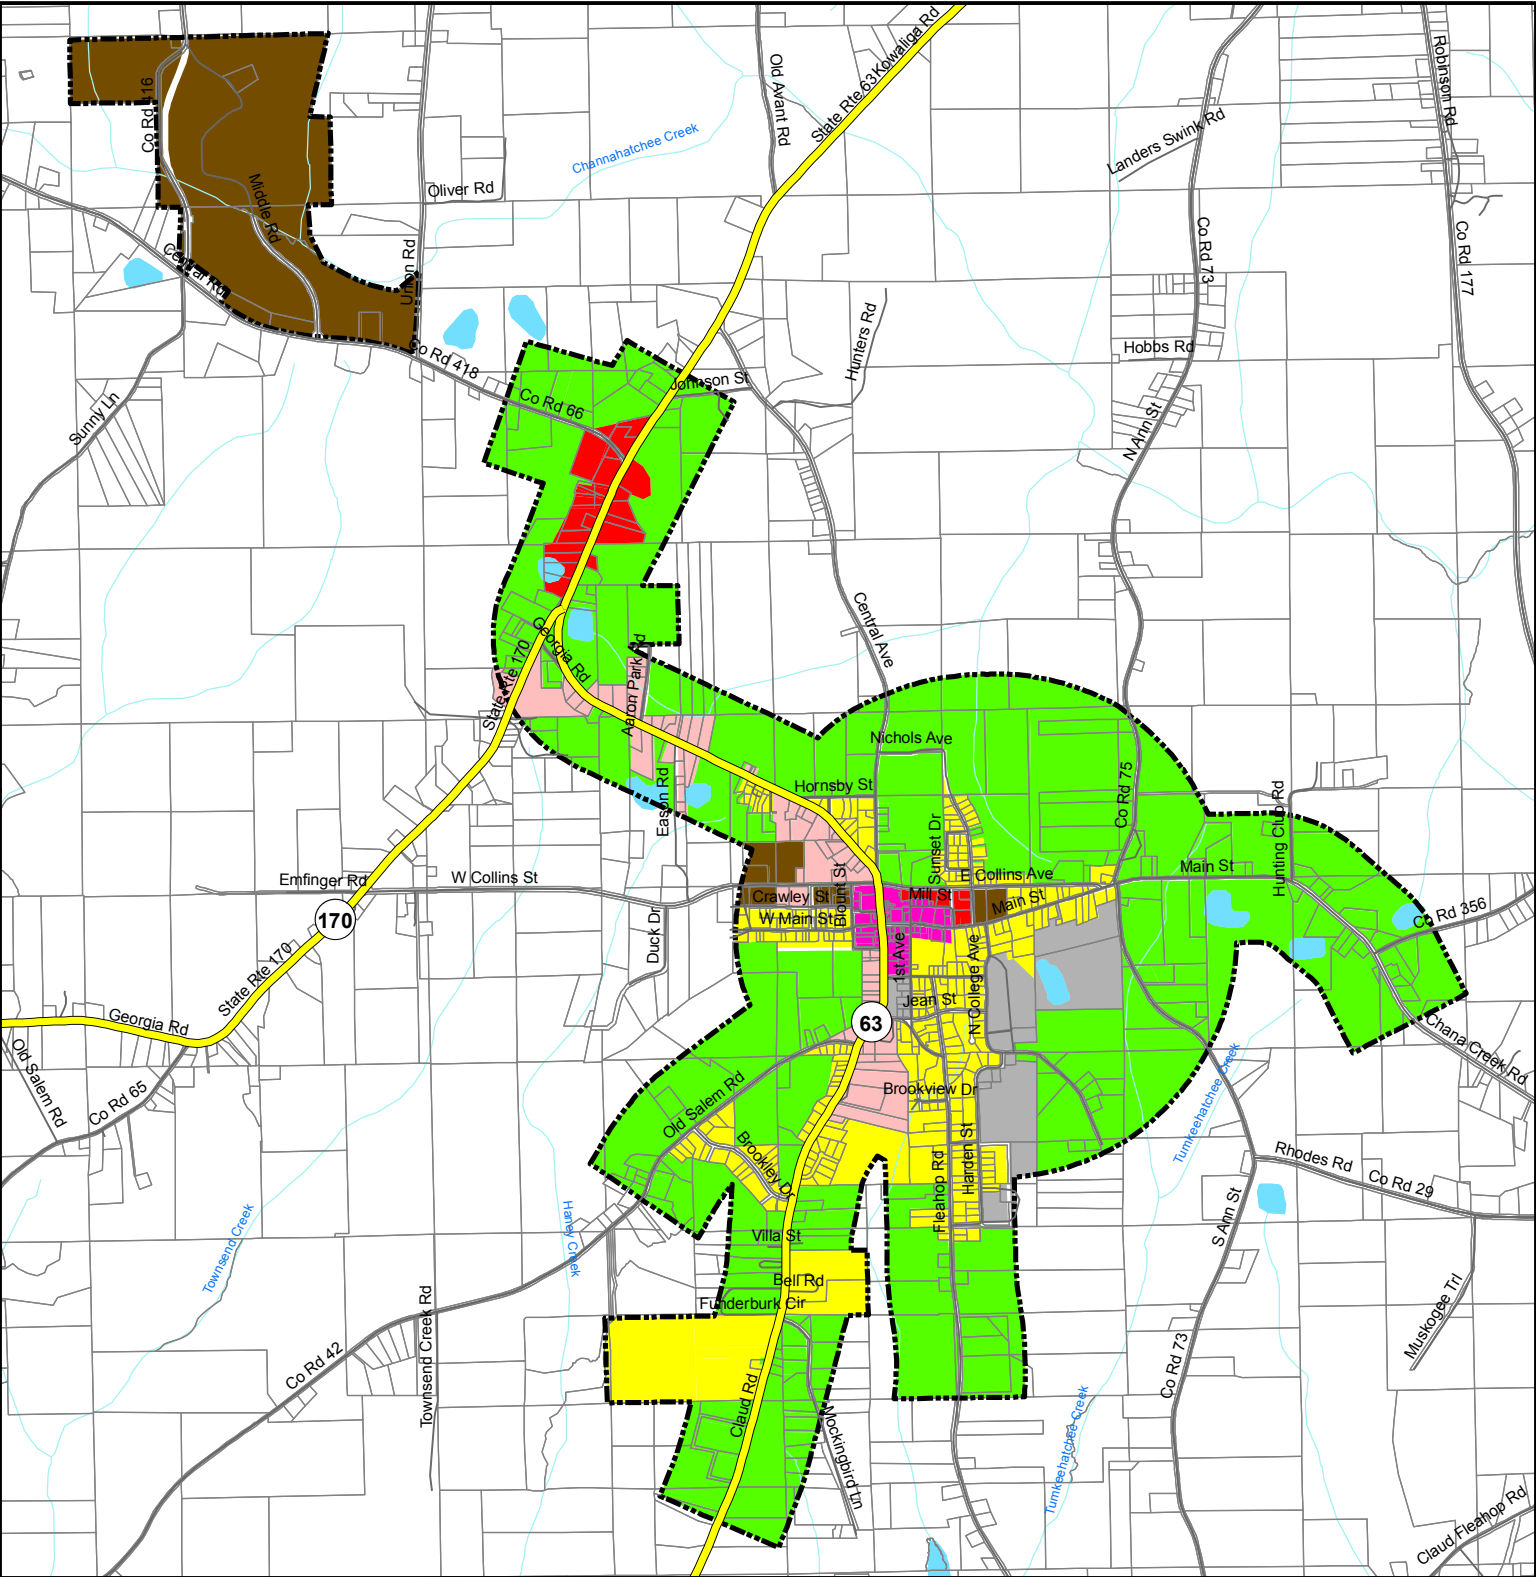 State Rte 63
Kowaliga Rd
Old Avant Rd
Robinson Rd
Co Rd 416
Channahatchee Creek
Landers Swink Rd
Oliver Rd
Middle Rd
Central Rd
Union Rd
Co Rd 73
Co Rd 177
Hunters Rd
Hobbs Rd
Co Rd 418
Johnson St
Co Rd 66
Sunny Ln
N Ann St
Central Ave
Georgia Rd
State Rte 170
Aaron Park Rd
Nichols Ave
Hornsby St
Co Rd 75
Hunting Club Rd
Eason Rd
Sunset Dr
Main St
E Collins Ave
W Collins St
Emfinger Rd
Crawley St
Blount St
Mill St
Main St
W Main St
170
Duck Dr
1st Ave
N College Ave
Co Rd 356
State Rte 170
Jean St
Georgia Rd
63
Chana Creek Rd
Old Salem Rd
Co Rd 65
Old Salem Rd
Brookview Dr
Tumkeehatchee Creek
Brookley Dr
Harden St
Fleahop Rd
Rhodes Rd
Co Rd 29
S Ann St
Townsend Creek
Haney Creek
Villa St
Bell Rd
Funderburk Cir
Townsend Creek Rd
Co Rd 42
Muskogee Trl
Co Rd 73
Claud Rd
Mockingbird Ln
Tumkeehatchee Creek
Claud Fleahop Rd